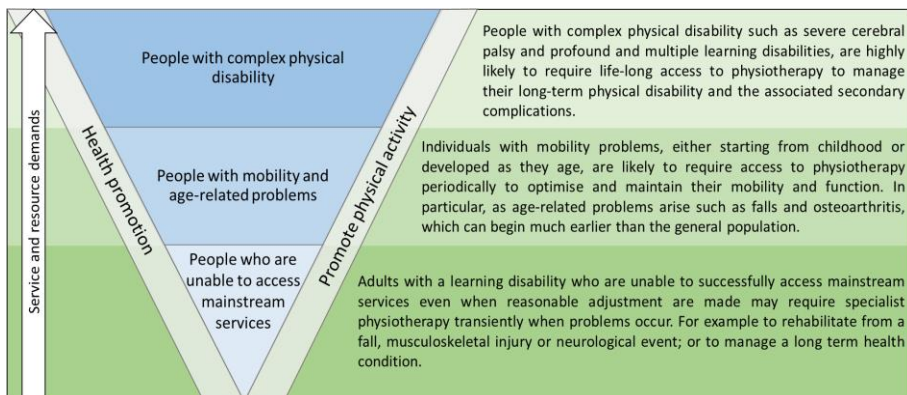 Service and resource demands
Health promotion
Promote physical activity
People with complex physical
disability
People with complex physical disability such as severe cerebral
palsy and profound and multiple learning disabilities, are highly
likely to require life-long access to physiotherapy to manage
their long-term physical disability and the associated secondary
complications.
People with mobility and
age-related problems
Individuals with mobility problems, either starting from childhood or
developed as they age, are likely to require access to physiotherapy
periodically to optimise and maintain their mobility and function. In
particular, as age-related problems arise such as falls and osteoarthritis,
which can begin much earlier than the general population.
People who are
unable to access
mainstream
services
Adults with a learning disability who are unable to successfully access mainstream
services even when reasonable adjustment are made may require specialist
physiotherapy transiently when problems occur. For example to rehabilitate from a
fall, musculoskeletal injury or neurological event; or to manage a long term health
condition.